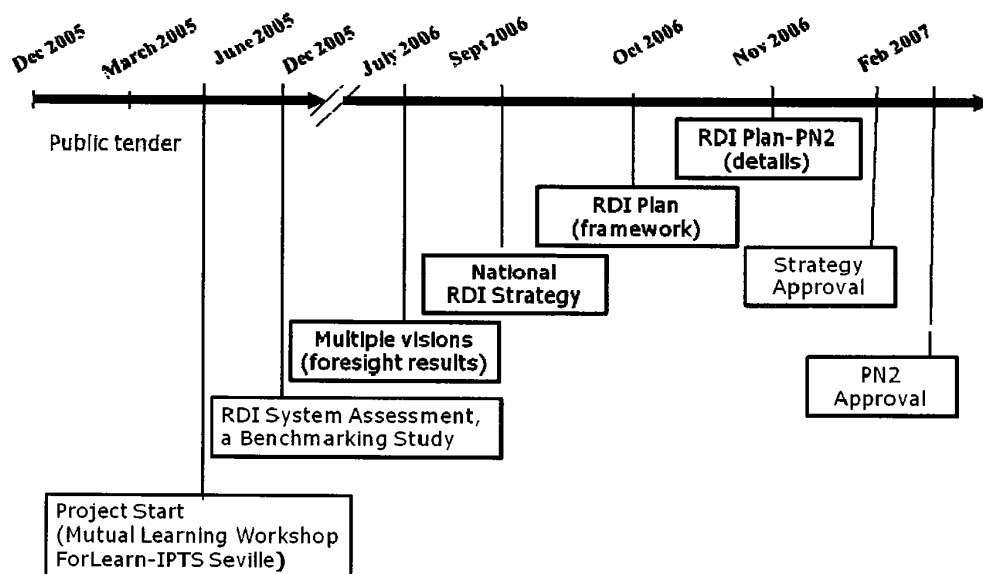 Dec 2005
March 2005
June 2005
Dec 2005
July 2006
Sept 2006
Oct 2006
Nov 2006
Feb 2007
Public tender
RDI Plan-PN2
(details)
RDI Plan
(framework)
National
RDI Strategy
Strategy
Approval
Multiple visions
(foresight results)
PN2
Approval
RDI System Assessment,
a Benchmarking Study
Project Start
(Mutual Learning Workshop
ForLearn-IPTS Seville)